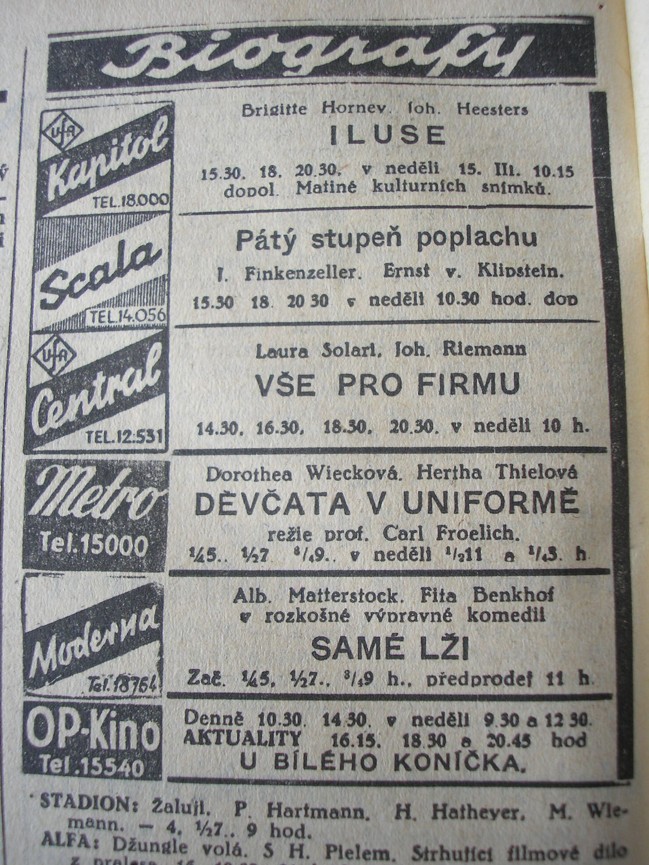 Biografy
UfA
Kapitol
TEL.18.000
Brigitte Horney. Joh. Heesters
ILUSE
15.30. 18. 20.30. v neděli 15. III. 10.15
dopol. Matiné kulturních snímků.
Scala
TEL.14.056
Pátý stupeň poplachu
J. Finkenzeller. Ernst v. Klipstein.
15.30 18. 20 30 v neděli 10.30 hod. dop
UfA
Central
TEL.12.531
Laura Solari, Joh. Riemann
VŠE PRO FIRMU
14.30. 16.30. 18.30. 20.30. v neděli 10 h.
Metro
Tel.15000
Dorothea Wiecková. Hertha Thielová
DĚVČATA V UNIFORMĚ
režie prof. Carl Froelich.
¼5.. ½7 ¾9.. v neděli ½11 a ¼3. h
Moderna
Tel.18764
Alb. Matterstock. Fita Benkhof
v rozkošné výpravné komedii
SAMÉ LŽI
Zač. ¼5, ½7.. ¾9 h., předprodej 11 h.
OP-Kino
Tel.15540
Denně 10.30. 14.30. v neděli 9.30 a 12 30.
AKTUALITY 16.15. 18.30 a 20.45 hod
U BÍLÉHO KONÍČKA.
STADION: Žaluji. P. Hartmann. H. Hatheyer, M. Wie-
mann. — 4, ½7.. 9 hod.
ALFA: Džungle volá. S H. Pielem. Strhující filmové dílo